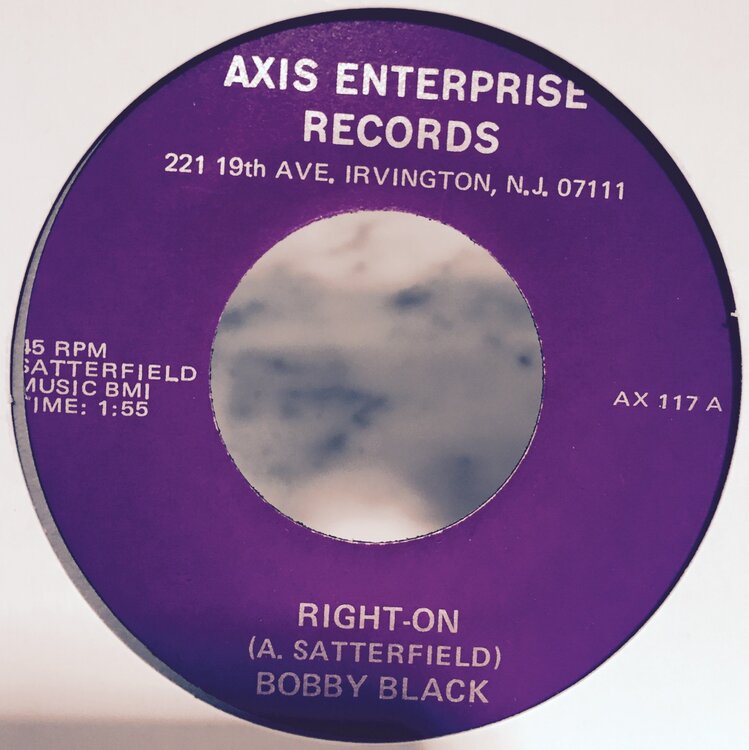 AXIS ENTERPRISE
RECORDS
221 19th AVE. IRVINGTON, N.J. 07111
45 RPM
SATTERFIELD
MUSIC BMI
TIME: 1:55
AX 117 A
RIGHT-ON
(A. SATTERFIELD)
BOBBY BLACK